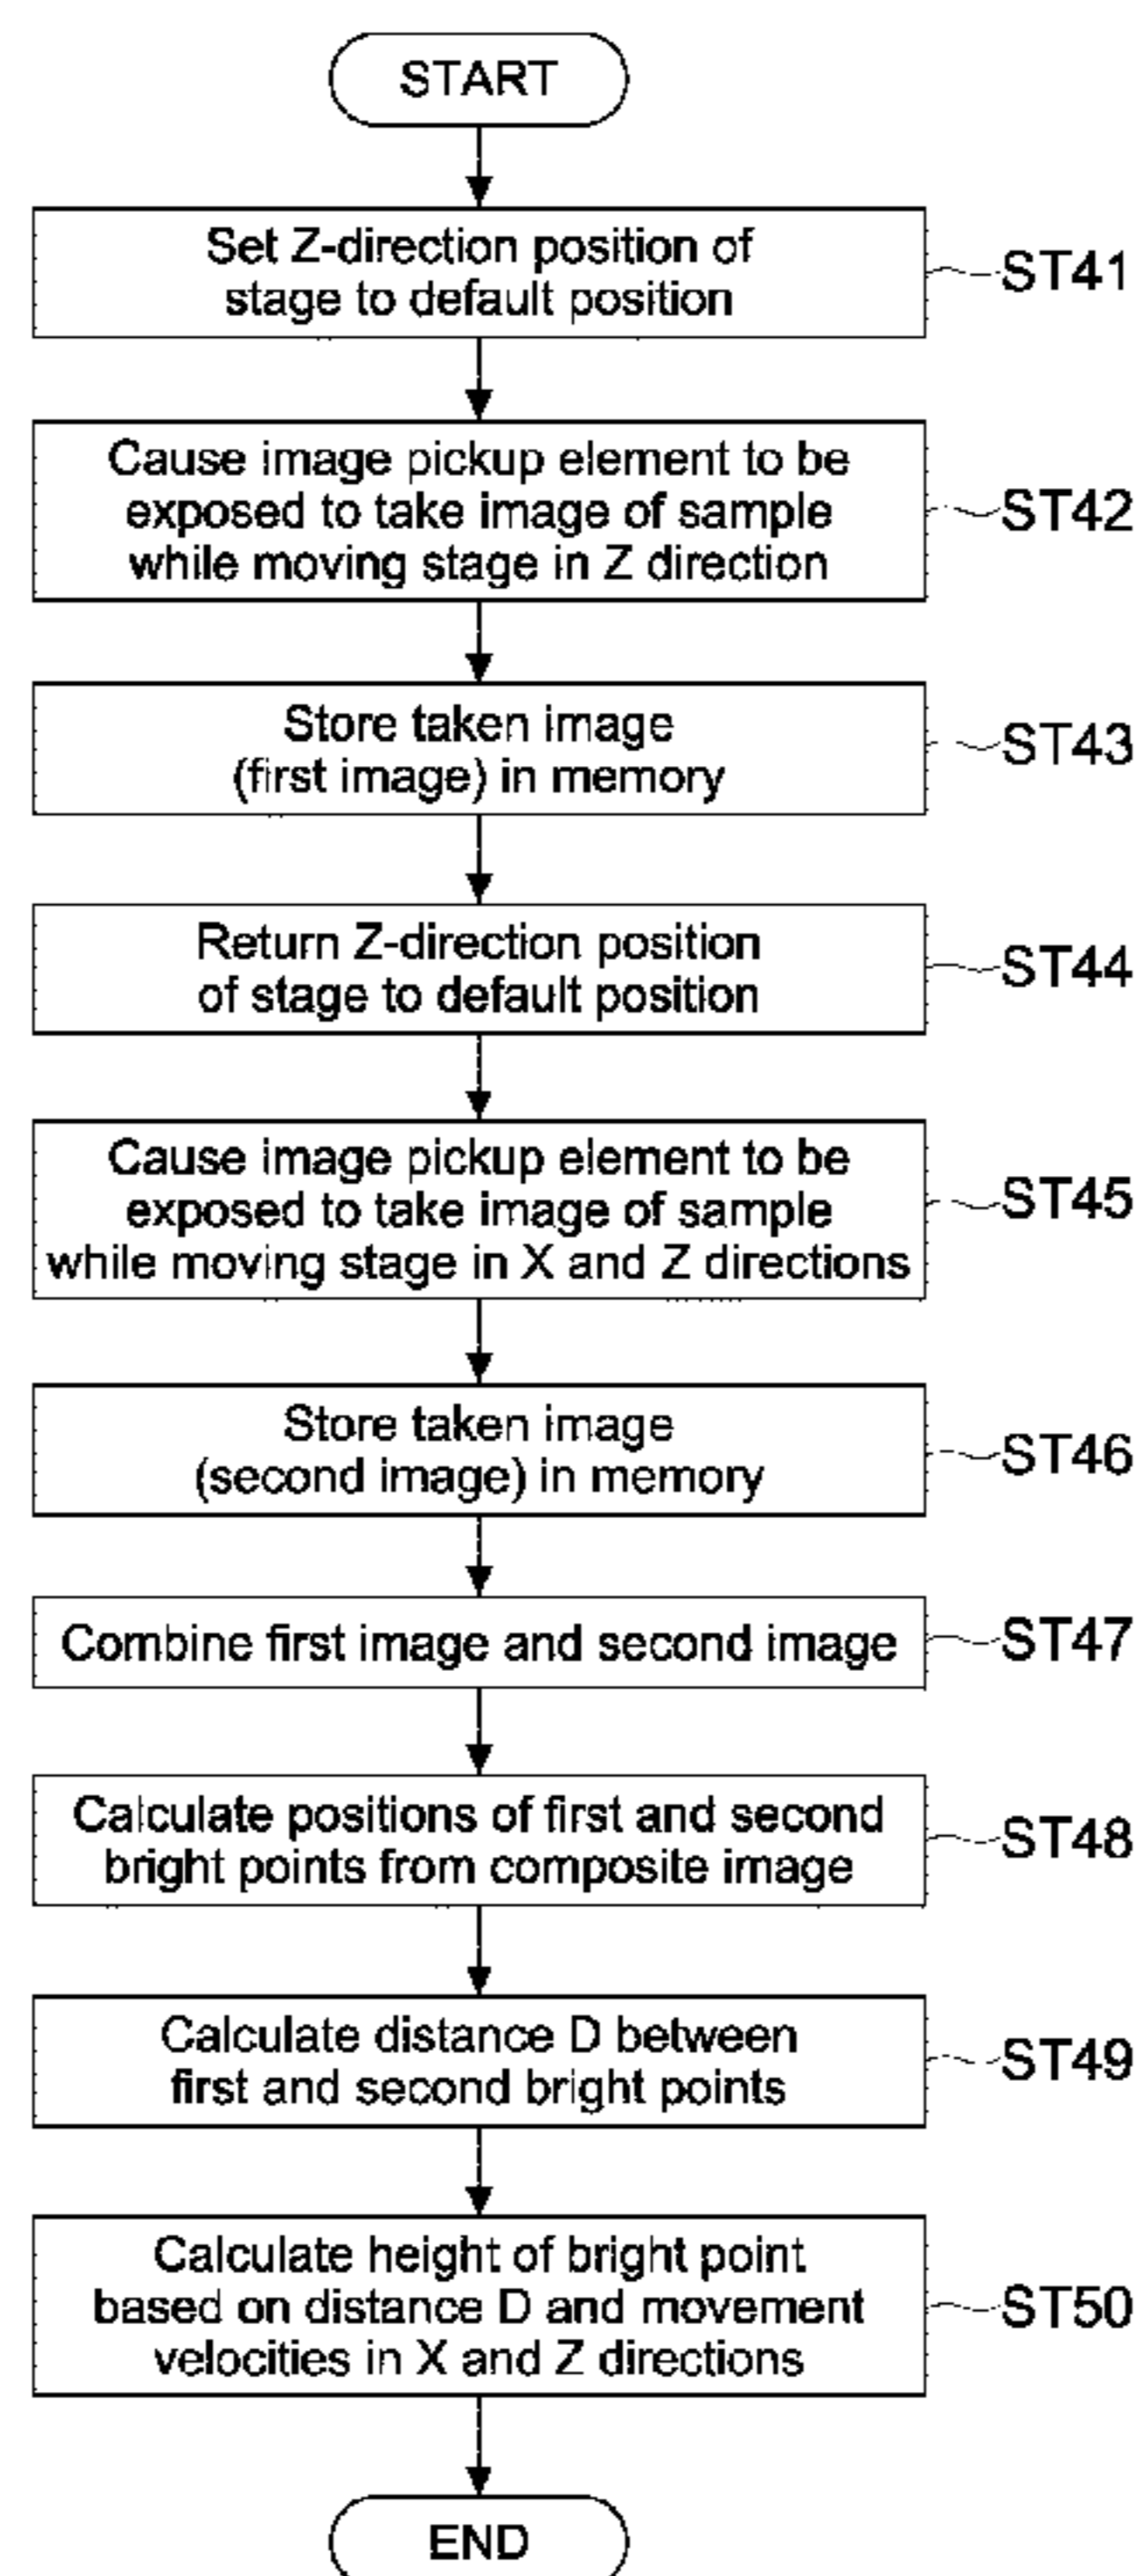 START
Set Z-direction position of
stage to default position
ST41
Cause image pickup element to be
exposed to take image of sample
while moving stage in Z direction
ST42
Store taken image
(first image) in memory
ST43
Return Z-direction position
of stage to default position
ST44
Cause image pickup element to be
exposed to take image of sample
while moving stage in X and Z directions
ST45
Store taken image
(second image) in memory
ST46
Combine first image and second image
ST47
Calculate positions of first and second
bright points from composite image
ST48
Calculate distance D between
first and second bright points
ST49
Calculate height of bright point
based on distance D and movement
velocities in X and Z directions
ST50
END